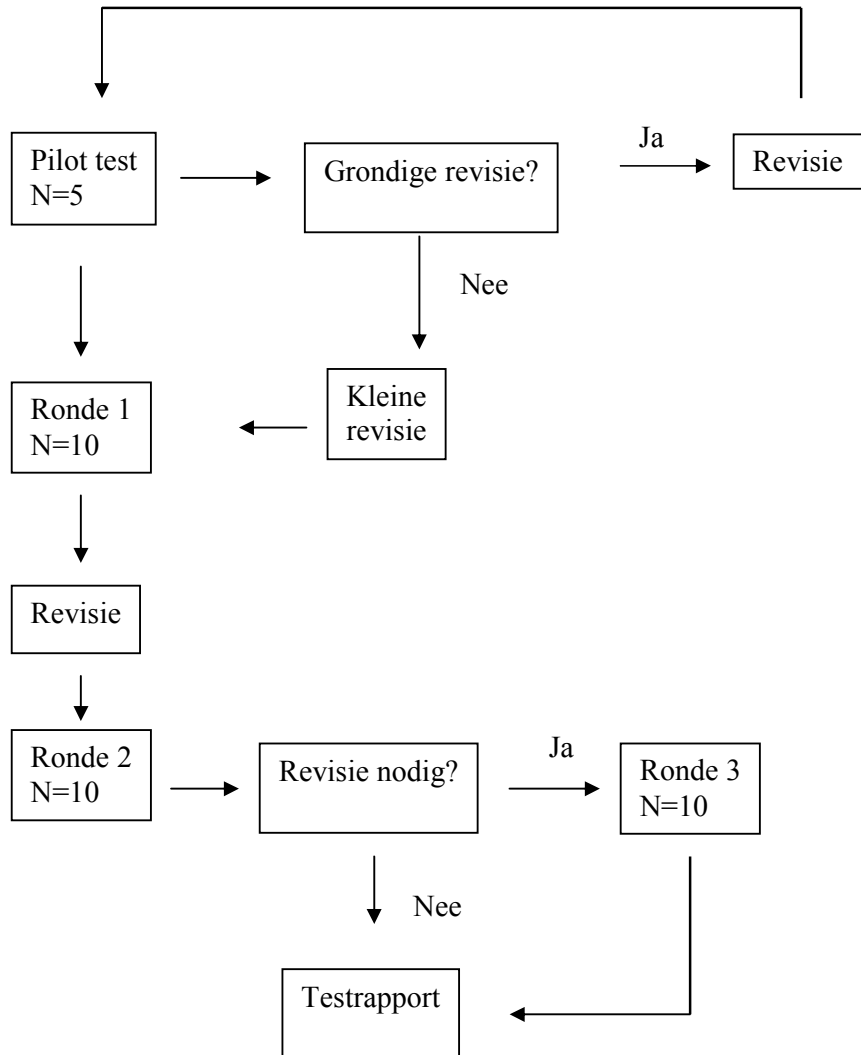 Pilot test
N=5
Grondige revisie?
Ja
Revisie
Nee
Ronde 1
N=10
Kleine
revisie
Revisie
Ronde 2
N=10
Revisie nodig?
Ja
Ronde 3
N=10
Nee
Testrapport